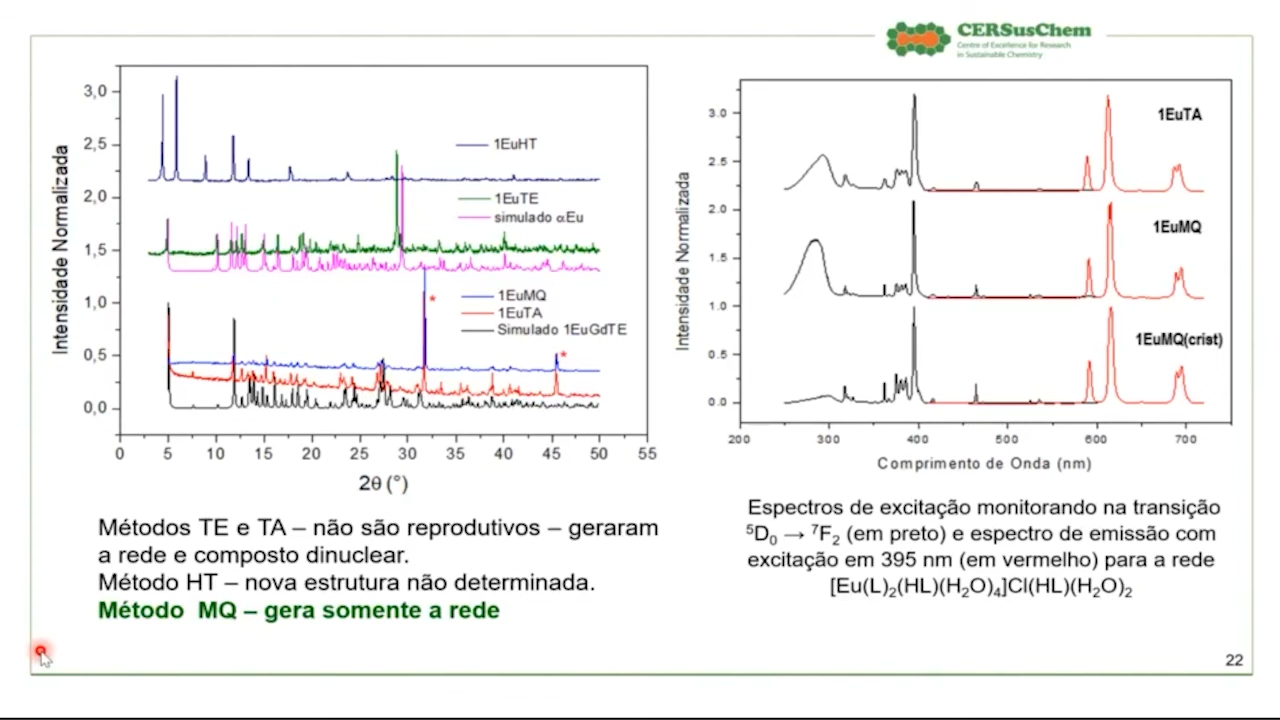 CERSusChem
Centre of Excellence for Research
in Sustainable Chemistry
Intensidade Normalizada
3,0
2,5
2,0
1,5
1,0
0,5
0,0
1EuHT
1EuTE
simulado αEu
1EuMQ
1EuTA
Simulado 1EuGdTE
*
*
0 5 10 15 20 25 30 35 40 45 50 55
2θ (°)
Intensidade Normalizada
3.0
2.5
2.0
1.5
1.0
0.5
0.0
1EuTA
1EuMQ
1EuMQ(crist)
200 300 400 500 600 700
Comprimento de Onda (nm)
Métodos TE e TA – não são reprodutivos – geraram
a rede e composto dinuclear.
Método HT – nova estrutura não determinada.
Método MQ – gera somente a rede
Espectros de excitação monitorando na transição
⁵D₀ → ⁷F₂ (em preto) e espectro de emissão com
excitação em 395 nm (em vermelho) para a rede
[Eu(L)₂(HL)(H₂O)₄]Cl(HL)(H₂O)₂
22